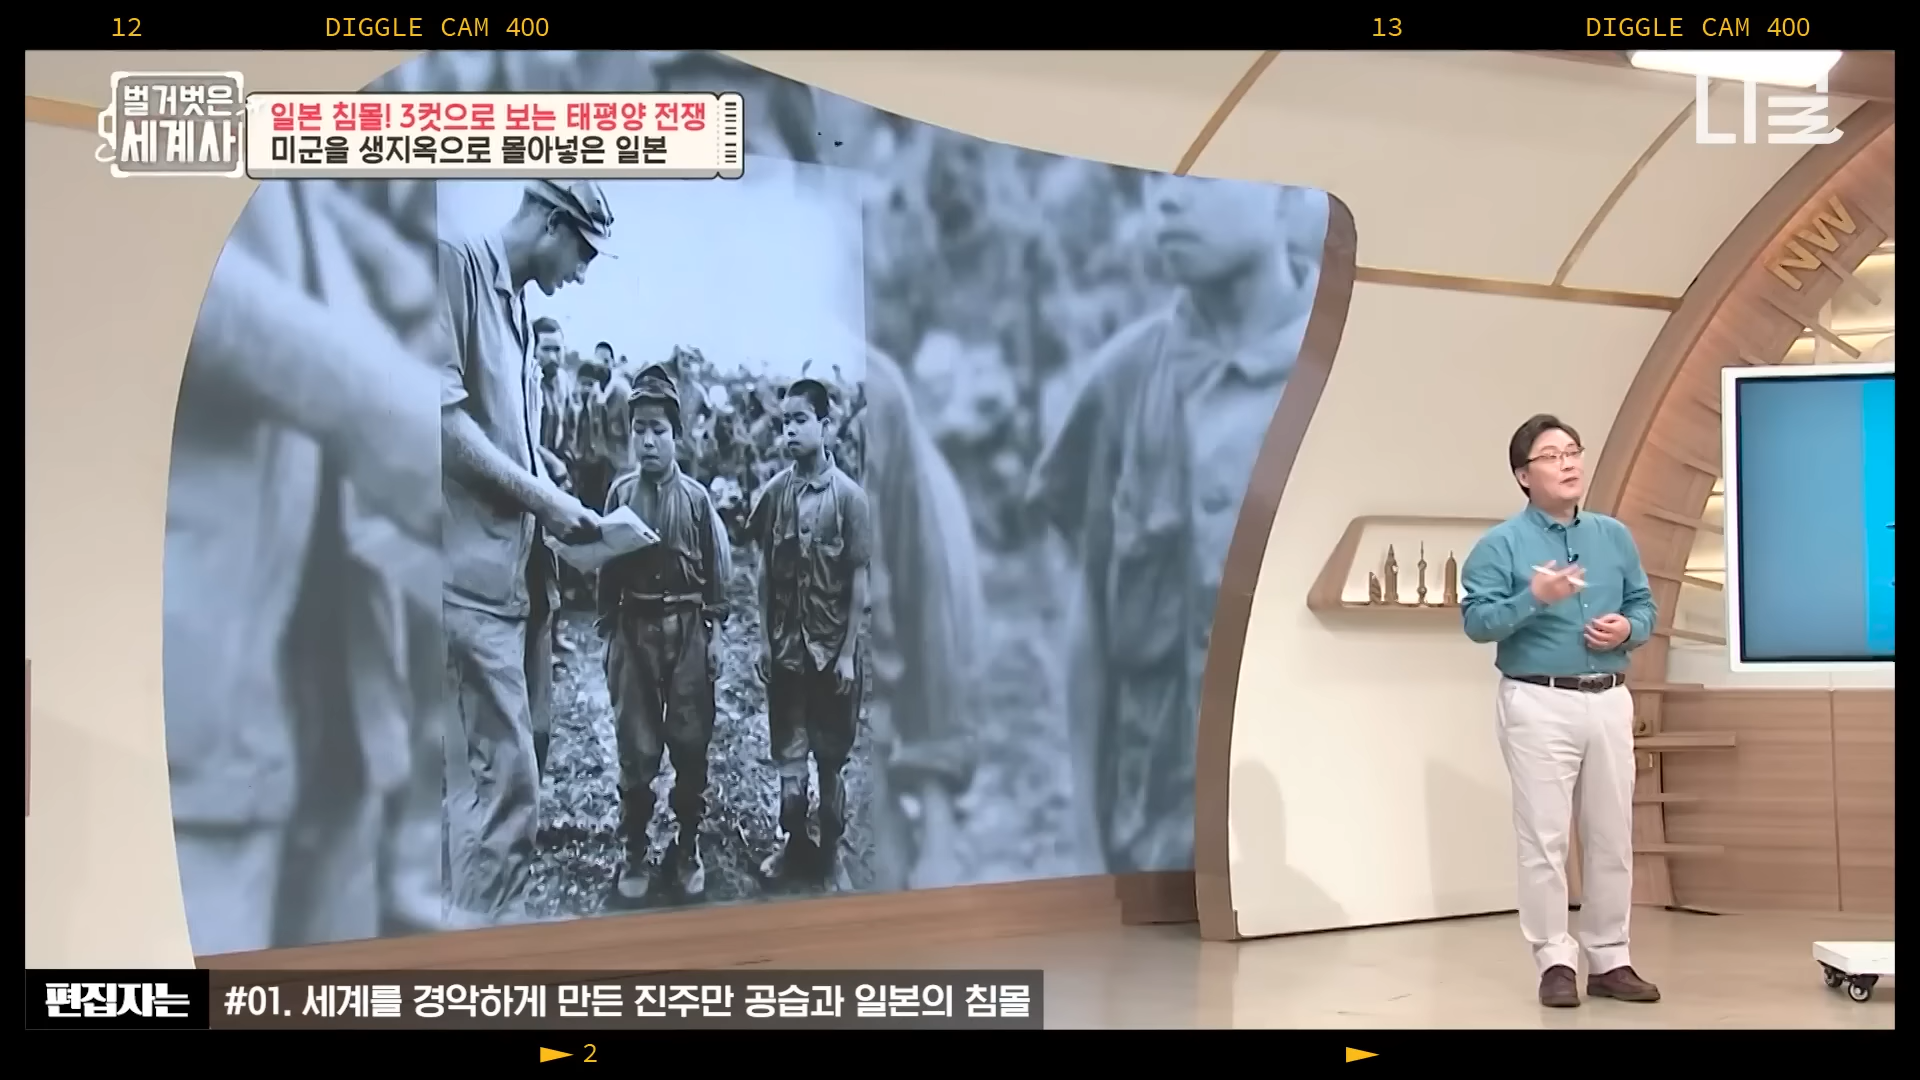 12 DIGGLE CAM 400 13 DIGGLE CAM 400
벌거벗은
세계사
일본 침몰! 3컷으로 보는 태평양 전쟁
미군을 생지옥으로 몰아넣은 일본
디글
NW
편집자는 #01. 세계를 경악하게 만든 진주만 공습과 일본의 침몰
2